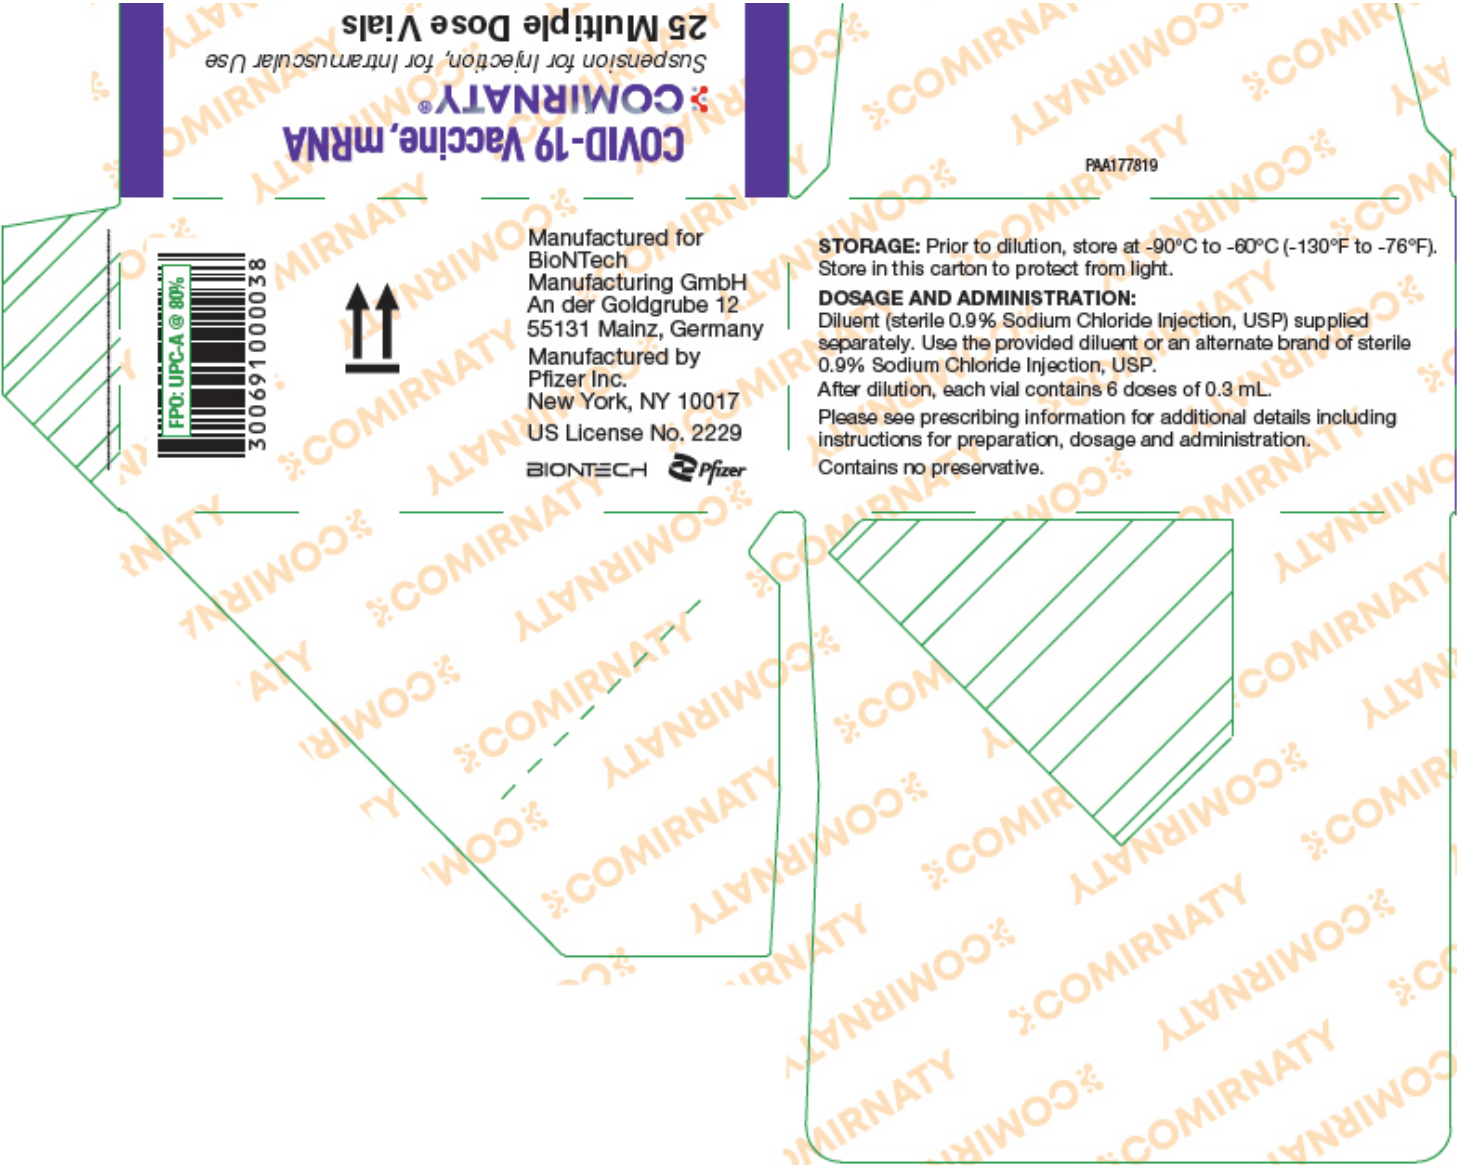 COVID-19 Vaccine, mRNA
COMIRNATY®
Suspension for Injection, for Intramuscular Use
25 Multiple Dose Vials
PAA177819
FPO: UPC-A @ 80%
300691000038
Manufactured for
BioNTech
Manufacturing GmbH
An der Goldgrube 12
55131 Mainz, Germany
Manufactured by
Pfizer Inc.
New York, NY 10017
US License No. 2229
BIONTECH Pfizer
STORAGE: Prior to dilution, store at -90°C to -60°C (-130°F to -76°F).
Store in this carton to protect from light.
DOSAGE AND ADMINISTRATION:
Diluent (sterile 0.9% Sodium Chloride Injection, USP) supplied
separately. Use the provided diluent or an alternate brand of sterile
0.9% Sodium Chloride Injection, USP.
After dilution, each vial contains 6 doses of 0.3 mL.
Please see prescribing information for additional details including
instructions for preparation, dosage and administration.
Contains no preservative.
COMIRNATY